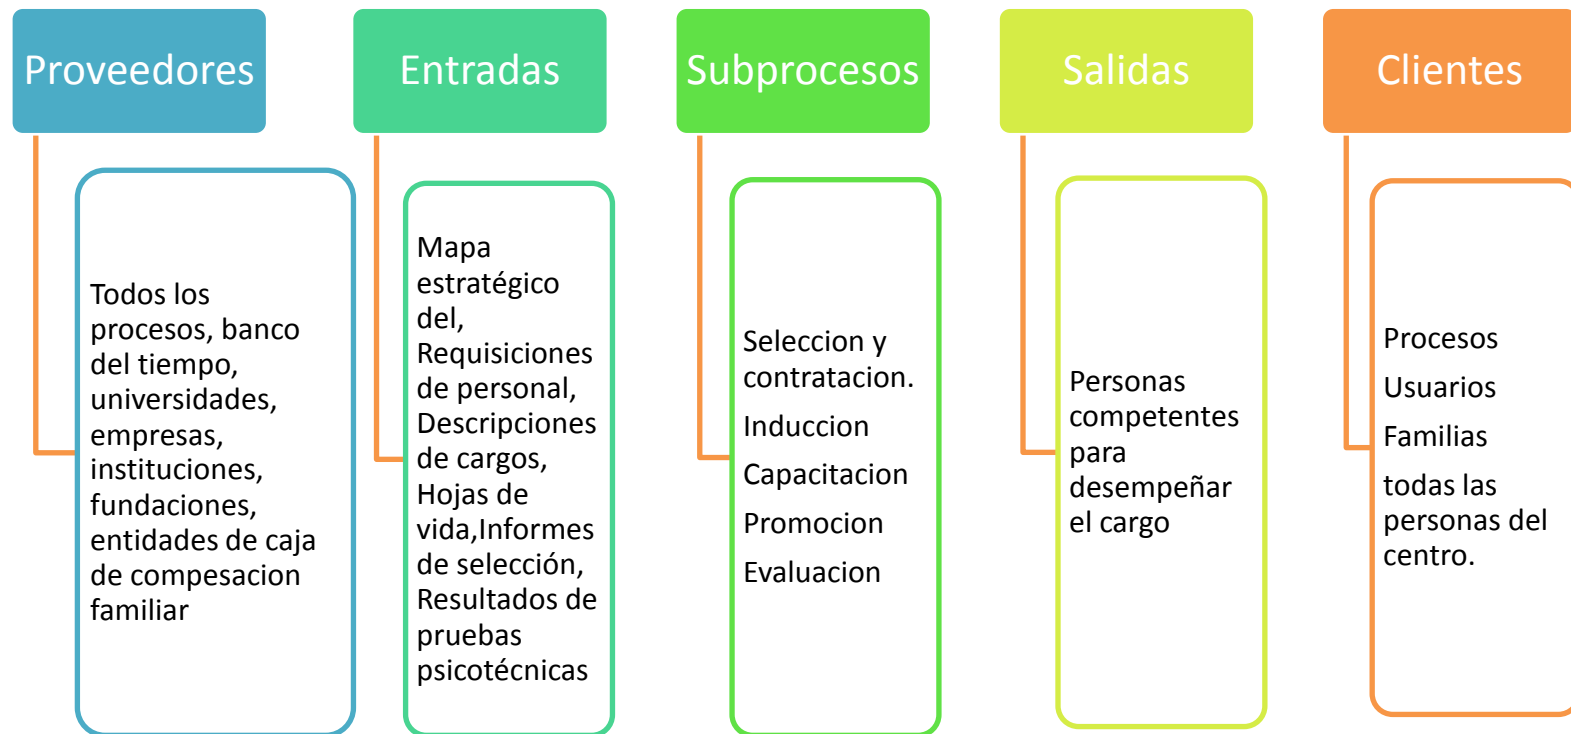 Proveedores
Todos los
procesos, banco
del tiempo,
universidades,
empresas,
instituciones,
fundaciones,
entidades de caja
de compesacion
familiar
Entradas
Mapa
estratégico
del,
Requisiciones
de personal,
Descripciones
de cargos,
Hojas de
vida,Informes
de selección,
Resultados de
pruebas
psicotécnicas
Subprocesos
Seleccion y
contratacion.
Induccion
Capacitacion
Promocion
Evaluacion
Salidas
Personas
competentes
para
desempeñar
el cargo
Clientes
Procesos
Usuarios
Familias
todas las
personas del
centro.